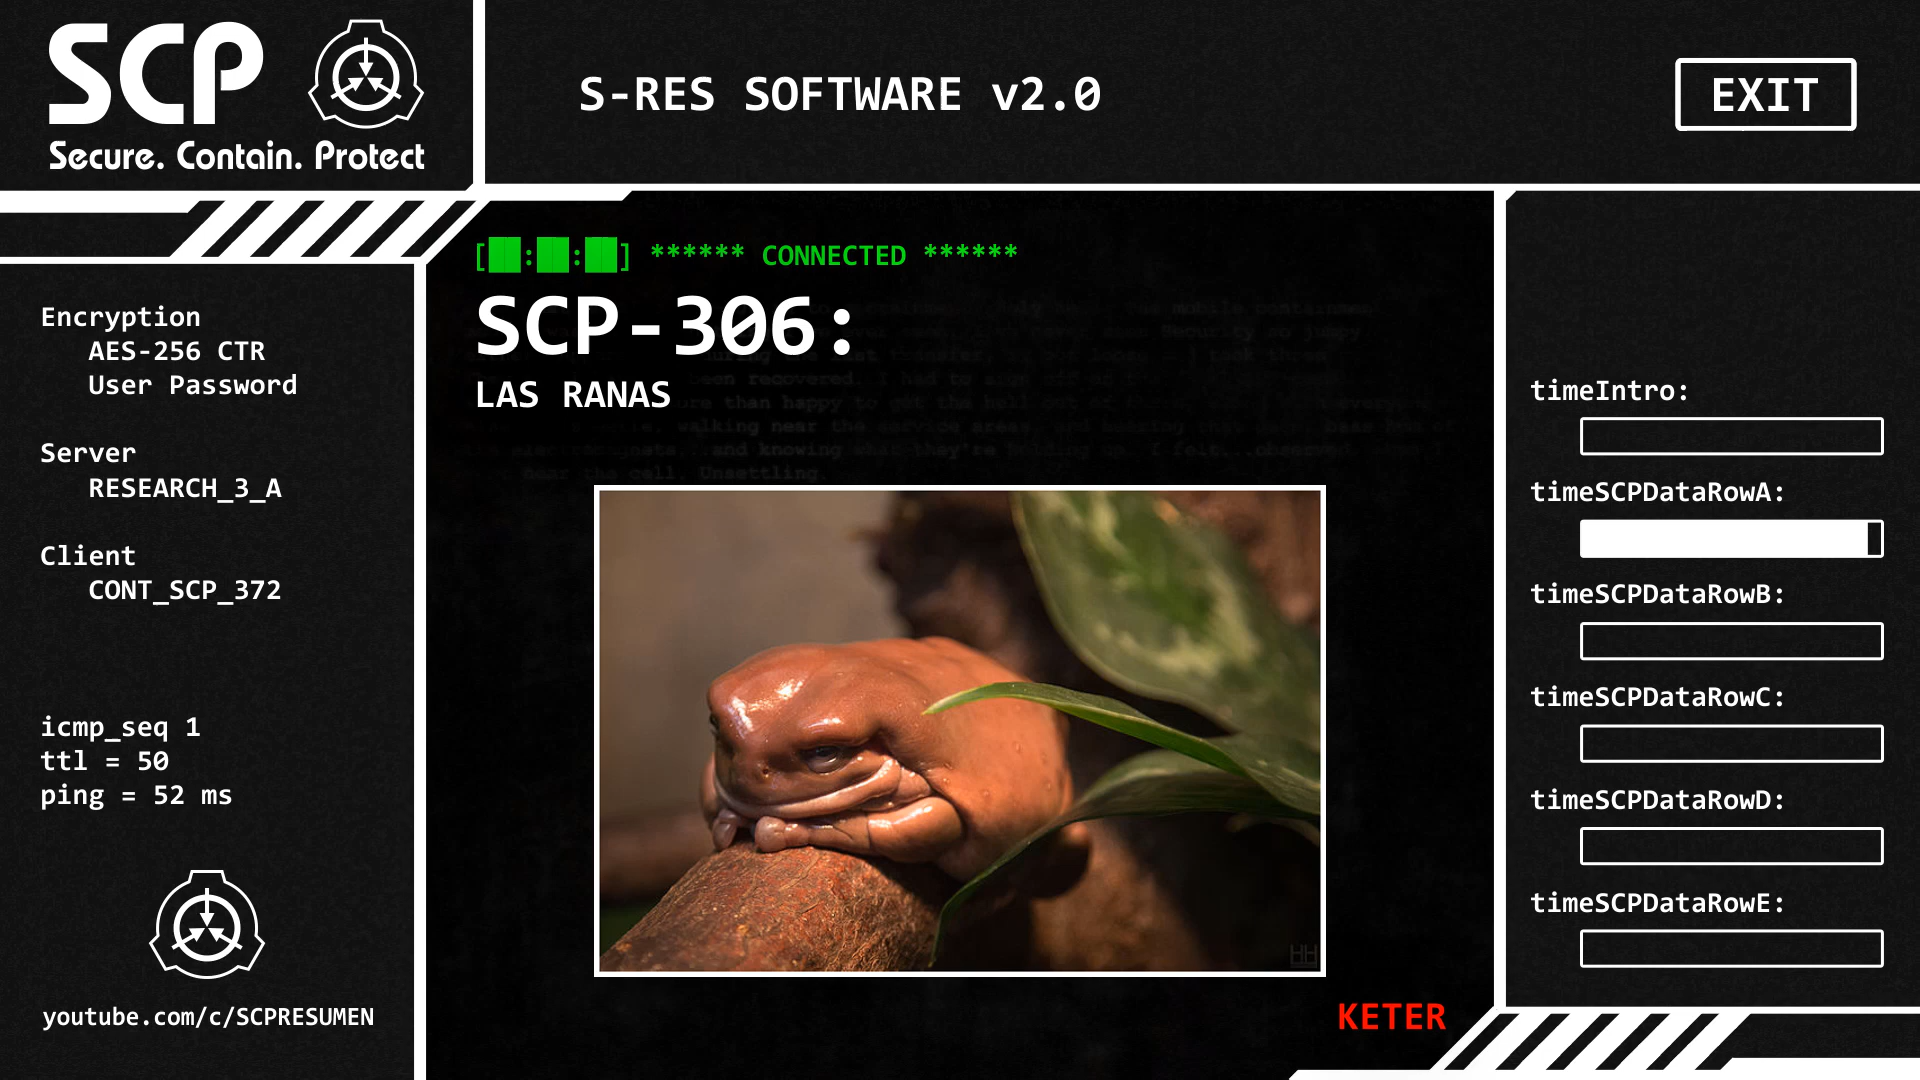 SCP
Secure. Contain. Protect
S-RES SOFTWARE v2.0
EXIT
[██:██:██] ****** CONNECTED ******
SCP-306:
LAS RANAS
Encryption
AES-256 CTR
User Password
Server
RESEARCH_3_A
Client
CONT_SCP_372
icmp_seq 1
ttl = 50
ping = 52 ms
youtube.com/c/SCPRESUMEN
KETER
timeIntro:
timeSCPDataRowA:
timeSCPDataRowB:
timeSCPDataRowC:
timeSCPDataRowD:
timeSCPDataRowE:
HH